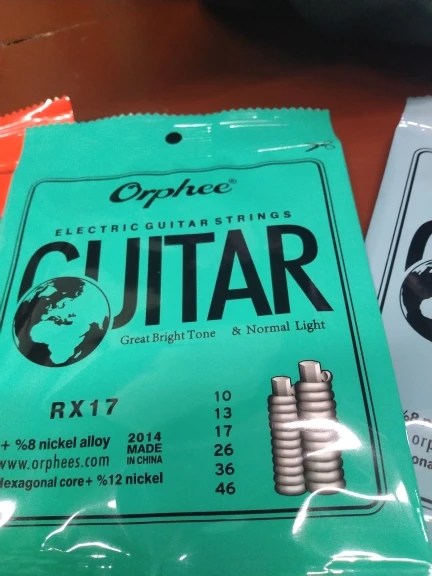 Orphee®
ELECTRIC GUITAR STRINGS
GUITAR
Great Bright Tone & Normal Light
RX17
10
13
17
26
36
46
+ %8 nickel alloy
www.orphees.com
Hexagonal core+ %12 nickel
2014
MADE
IN CHINA